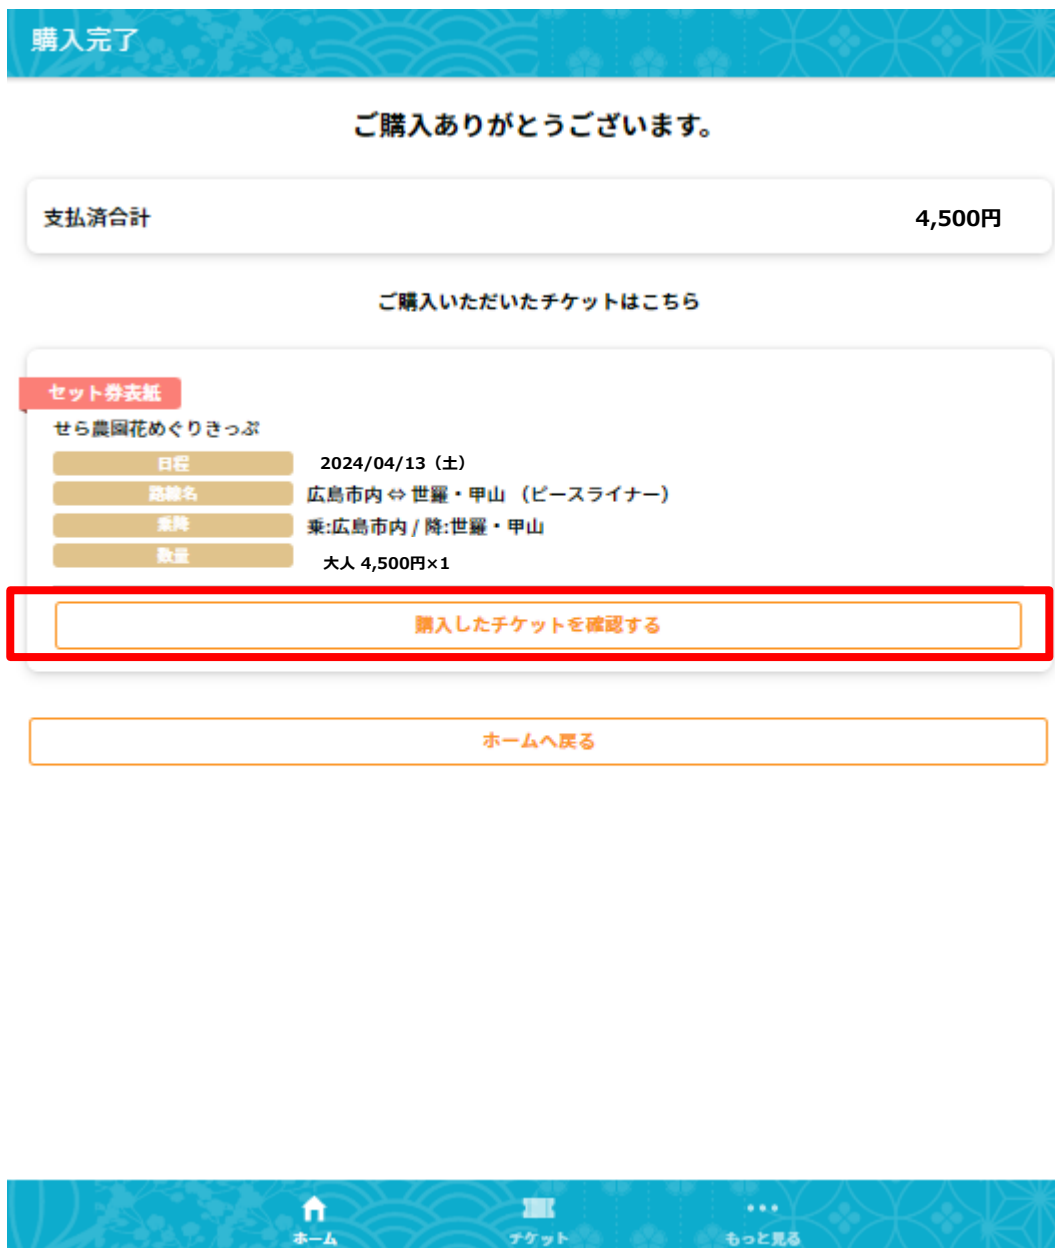 購入完了
ご購入ありがとうございます。
支払済合計 4,500円
ご購入いただいたチケットはこちら
セット券表紙
せら農園花めぐりきっぷ
日程 2024/04/13（土）
路線名 広島市内 ⇔ 世羅・甲山 （ピースライナー）
乗降 乗:広島市内 / 降:世羅・甲山
数量 大人 4,500円×1
購入したチケットを確認する
ホームへ戻る
ホーム チケット もっと見る